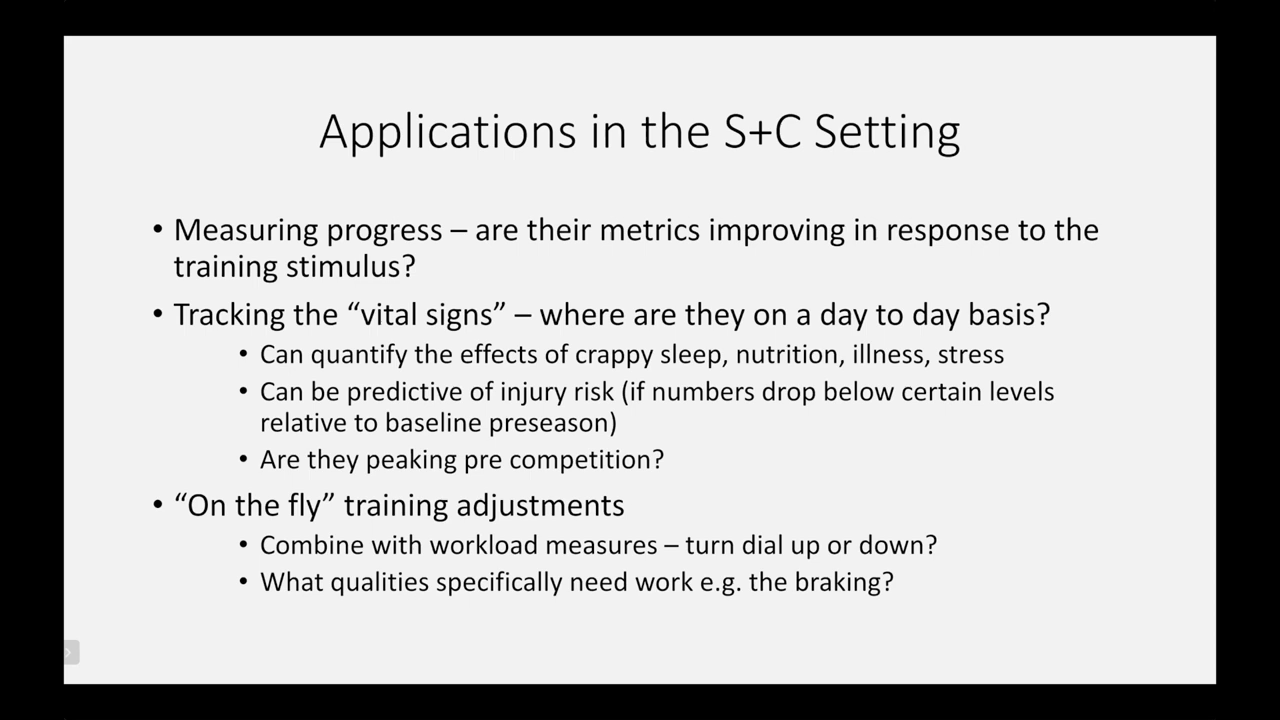 Applications in the S+C Setting
• Measuring progress – are their metrics improving in response to the
training stimulus?
• Tracking the “vital signs” – where are they on a day to day basis?
• Can quantify the effects of crappy sleep, nutrition, illness, stress
• Can be predictive of injury risk (if numbers drop below certain levels
relative to baseline preseason)
• Are they peaking pre competition?
• “On the fly” training adjustments
• Combine with workload measures – turn dial up or down?
• What qualities specifically need work e.g. the braking?